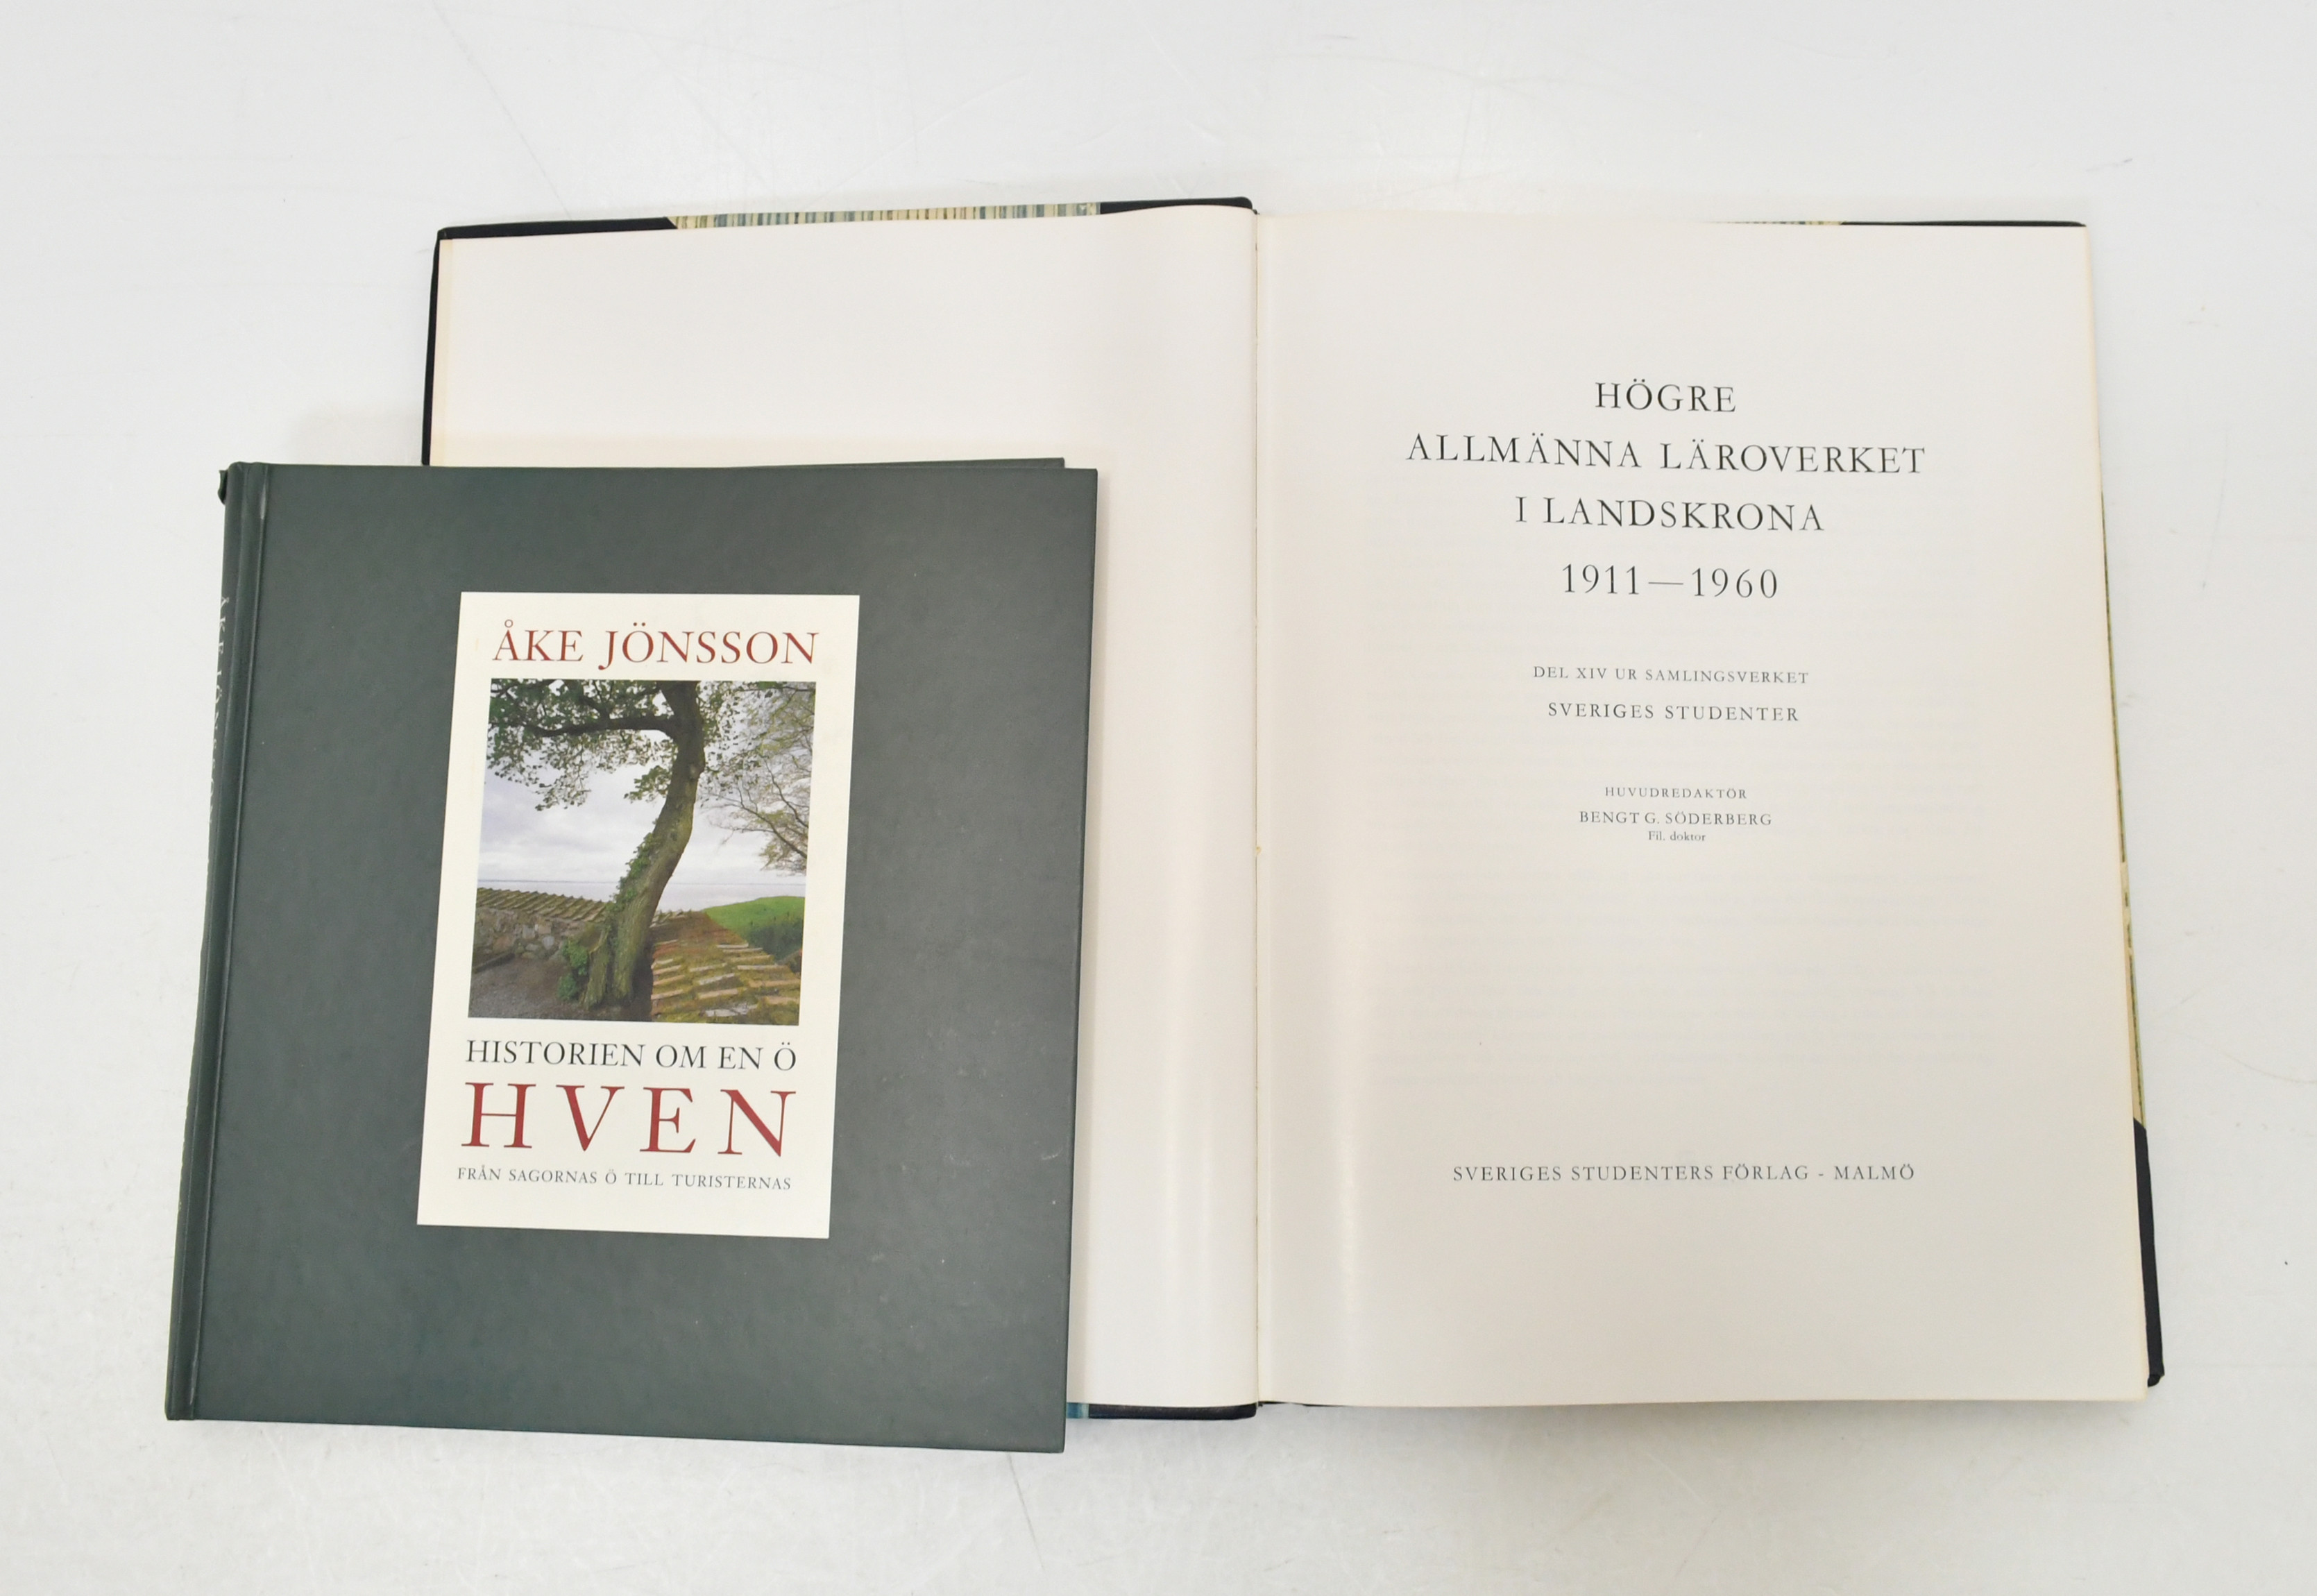 ÅKE JÖNSSON
HISTORIEN OM EN Ö
HVEN
FRÅN SAGORNAS Ö TILL TURISTERNAS
HÖGRE
ALLMÄNNA LÄROVERKET
I LANDSKRONA
1911—1960
DEL XIV UR SAMLINGSVERKET
SVERIGES STUDENTER
HUVUDREDAKTÖR
BENGT G. SÖDERBERG
Fil. doktor
SVERIGES STUDENTERS FÖRLAG - MALMÖ